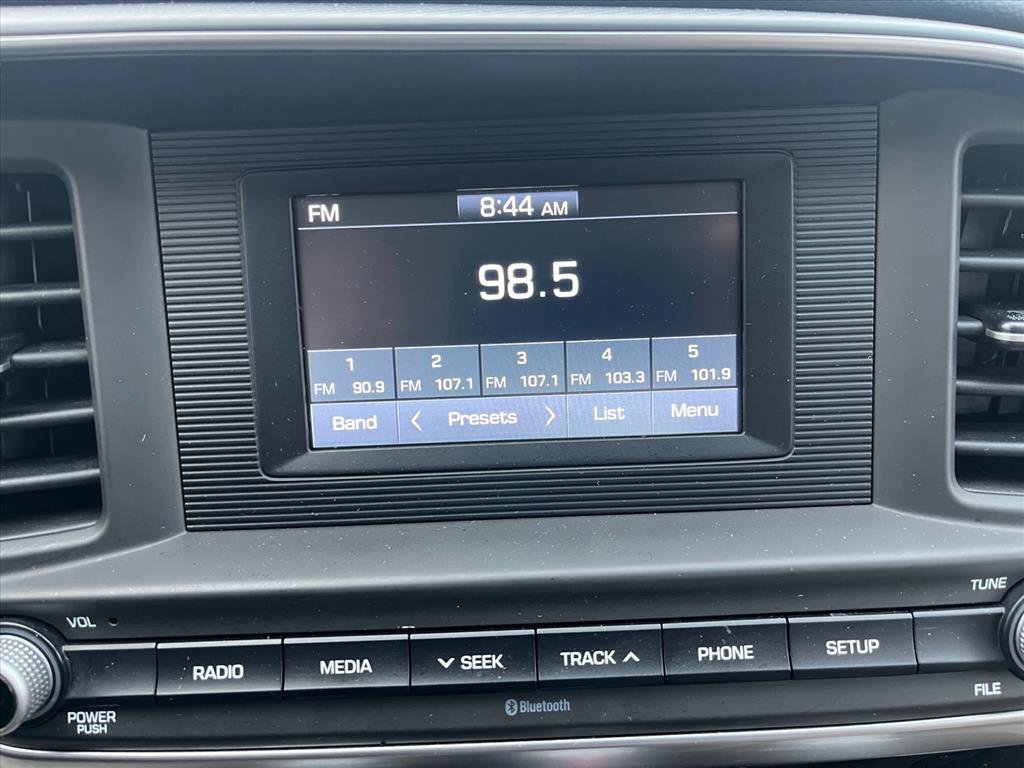 FM
8:44 AM
98.5
1 2 3 4 5
FM 90.9 FM 107.1 FM 107.1 FM 103.3 FM 101.9
Band < Presets > List Menu
VOL
TUNE
RADIO MEDIA SEEK TRACK PHONE SETUP
POWER
PUSH
Bluetooth
FILE